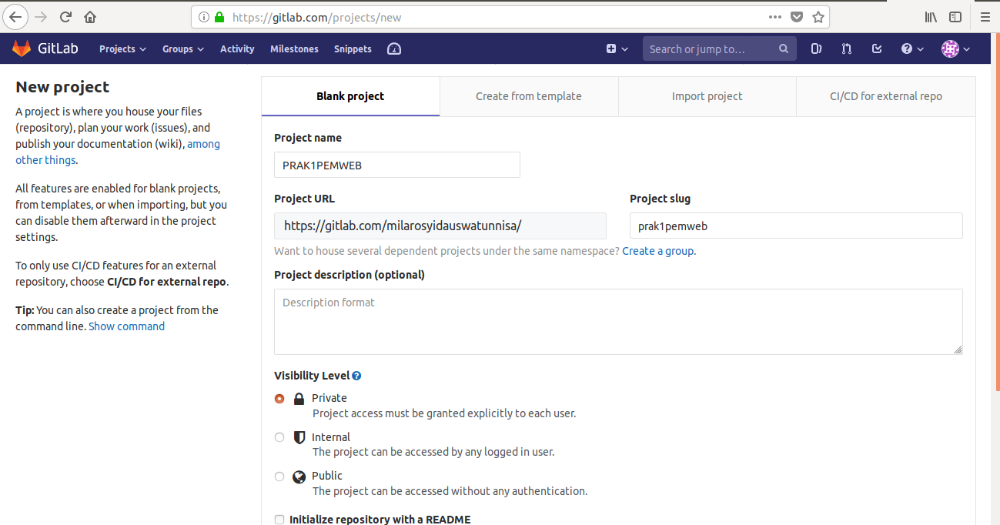 https://gitlab.com/projects/new
GitLab Projects Groups Activity Milestones Snippets Search or jump to…
New project
A project is where you house your files
(repository), plan your work (issues), and
publish your documentation (wiki), among
other things.
All features are enabled for blank projects,
from templates, or when importing, but you
can disable them afterward in the project
settings.
To only use CI/CD features for an external
repository, choose CI/CD for external repo.
Tip: You can also create a project from the
command line. Show command
Blank project Create from template Import project CI/CD for external repo
Project name
PRAK1PEMWEB
Project URL Project slug
https://gitlab.com/milarosyidauswatunnisa/ prak1pemweb
Want to house several dependent projects under the same namespace? Create a group.
Project description (optional)
Description format
Visibility Level ?
Private
Project access must be granted explicitly to each user.
Internal
The project can be accessed by any logged in user.
Public
The project can be accessed without any authentication.
Initialize repository with a README